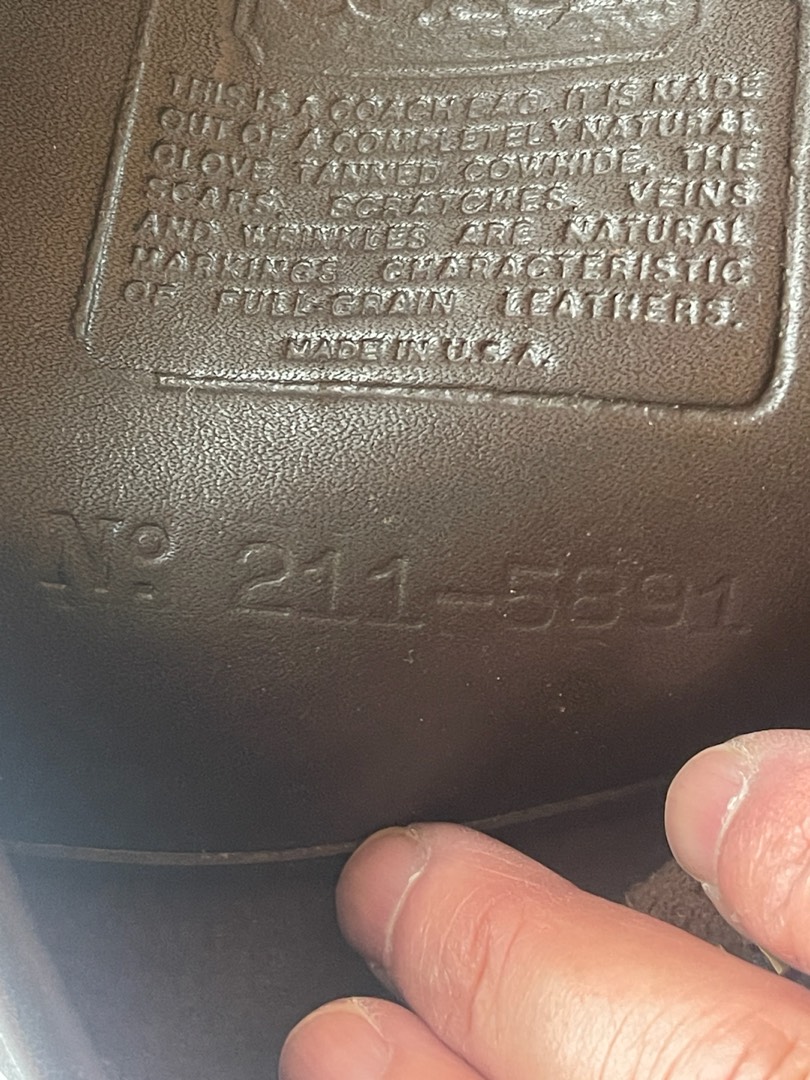 THIS IS A COACH BAG. IT IS MADE
OUT OF A COMPLETELY NATURAL
GLOVE TANNED COWHIDE, THE
SCARS, SCRATCHES, VEINS
AND WRINKLES ARE NATURAL
MARKINGS CHARACTERISTIC
OF FULL-GRAIN LEATHERS.
MADE IN U.S.A.
Nº 211-5891